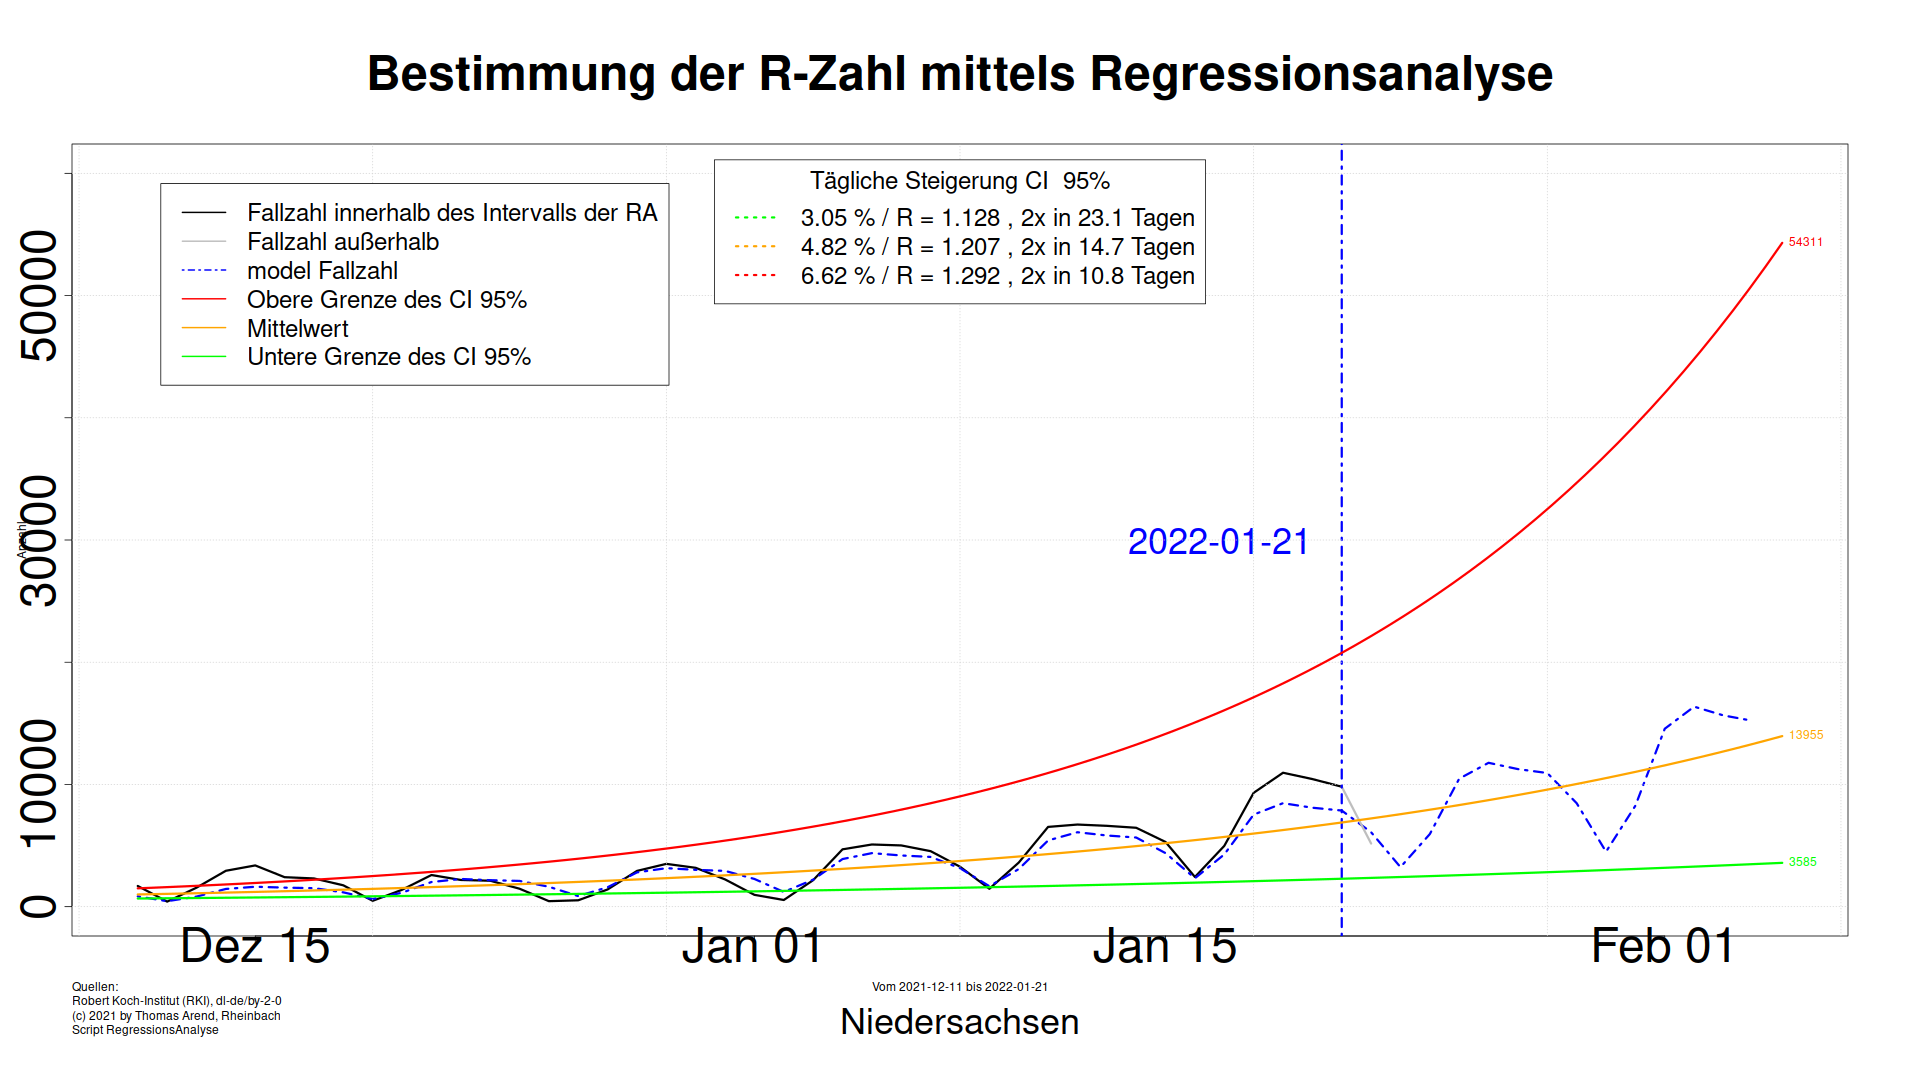 Bestimmung der R-Zahl mittels Regressionsanalyse
Fallzahl innerhalb des Intervalls der RA
Fallzahl außerhalb
model Fallzahl
Obere Grenze des CI 95%
Mittelwert
Untere Grenze des CI 95%
Tägliche Steigerung CI  95%
3.05 % / R = 1.128 , 2x in 23.1 Tagen
4.82 % / R = 1.207 , 2x in 14.7 Tagen
6.62 % / R = 1.292 , 2x in 10.8 Tagen
54311
50000
2022-01-21
30000
Anzahl
13955
10000
3585
0
Dez 15
Jan 01
Jan 15
Feb 01
Quellen:
Robert Koch-Institut (RKI), dl-de/by-2-0
(c) 2021 by Thomas Arend, Rheinbach
Script RegressionsAnalyse
Vom 2021-12-11 bis 2022-01-21
Niedersachsen